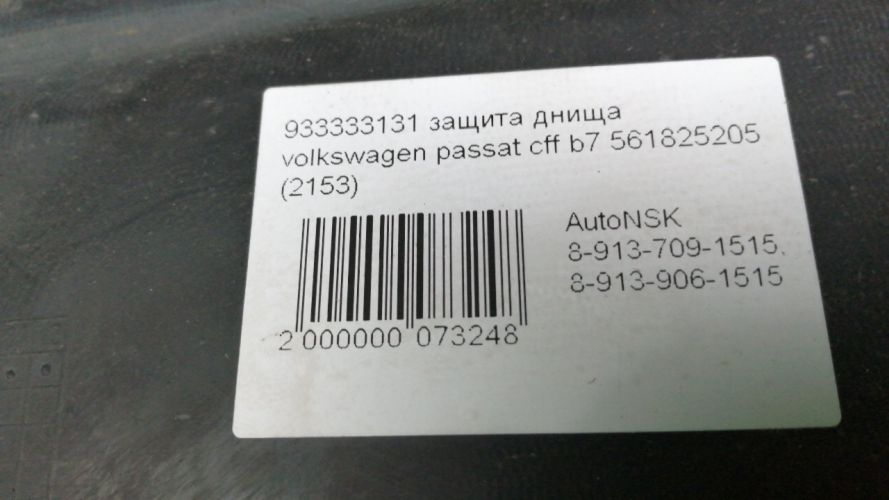 933333131 защита днища
volkswagen passat cff b7 561825205
(2153)
AutoNSK
8-913-709-1515,
8-913-906-1515
2 000000 073248